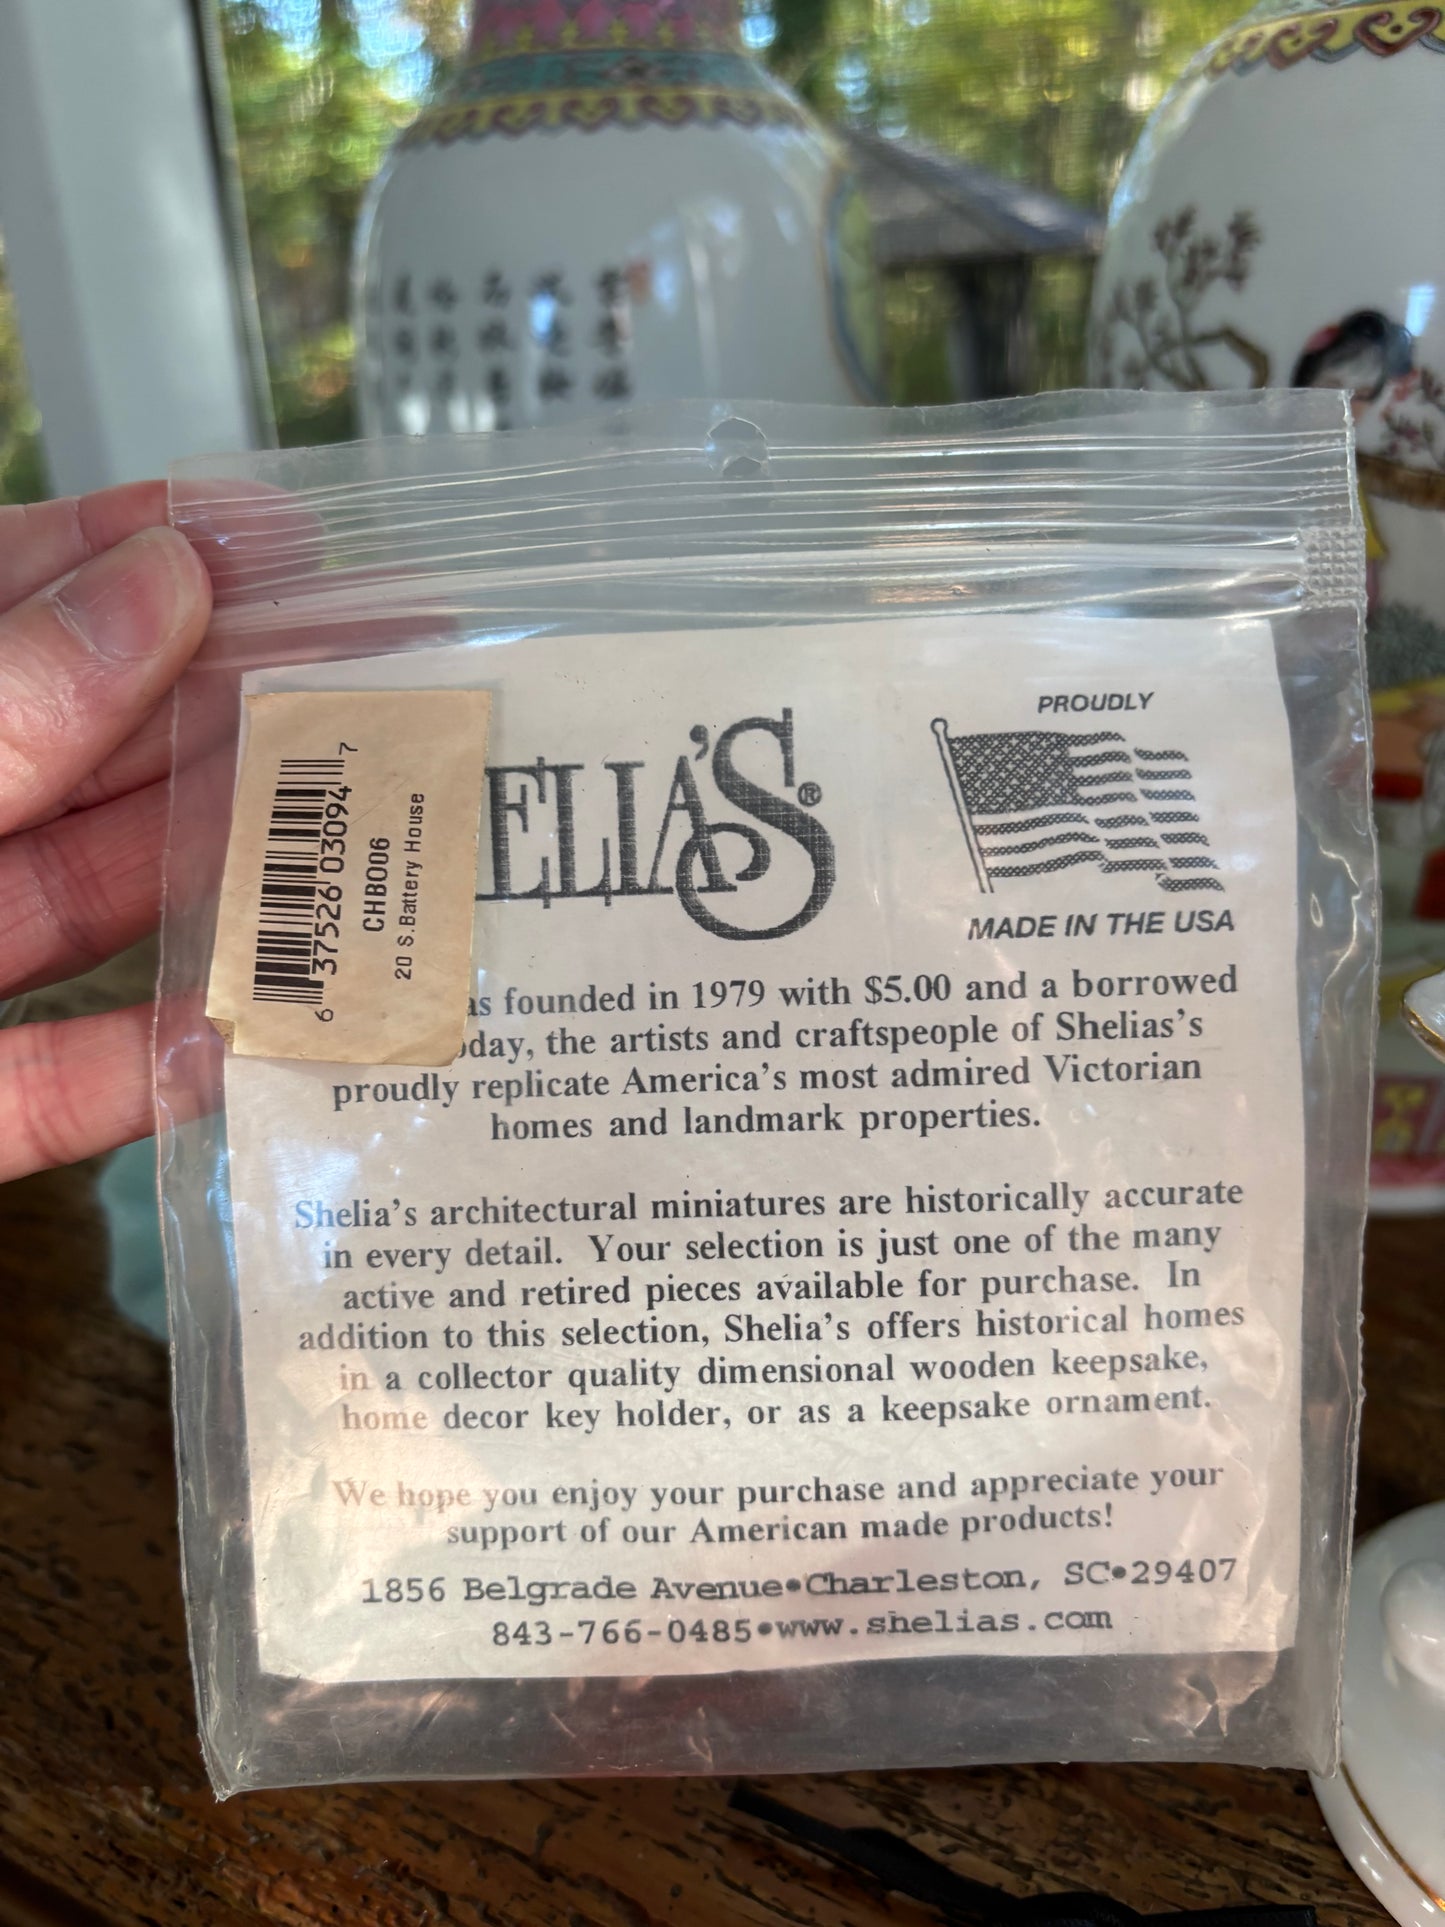 PROUDLY
ELIA'S®
MADE IN THE USA
6 37526 03094 7
CHB006
20 S.Battery House
as founded in 1979 with $5.00 and a borrowed
oday, the artists and craftspeople of Shelias's
proudly replicate America's most admired Victorian
homes and landmark properties.
Shelia's architectural miniatures are historically accurate
in every detail. Your selection is just one of the many
active and retired pieces available for purchase. In
addition to this selection, Shelia's offers historical homes
in a collector quality dimensional wooden keepsake,
home decor key holder, or as a keepsake ornament.
We hope you enjoy your purchase and appreciate your
support of our American made products!
1856 Belgrade Avenue•Charleston, SC•29407
843-766-0485•www.shelias.com